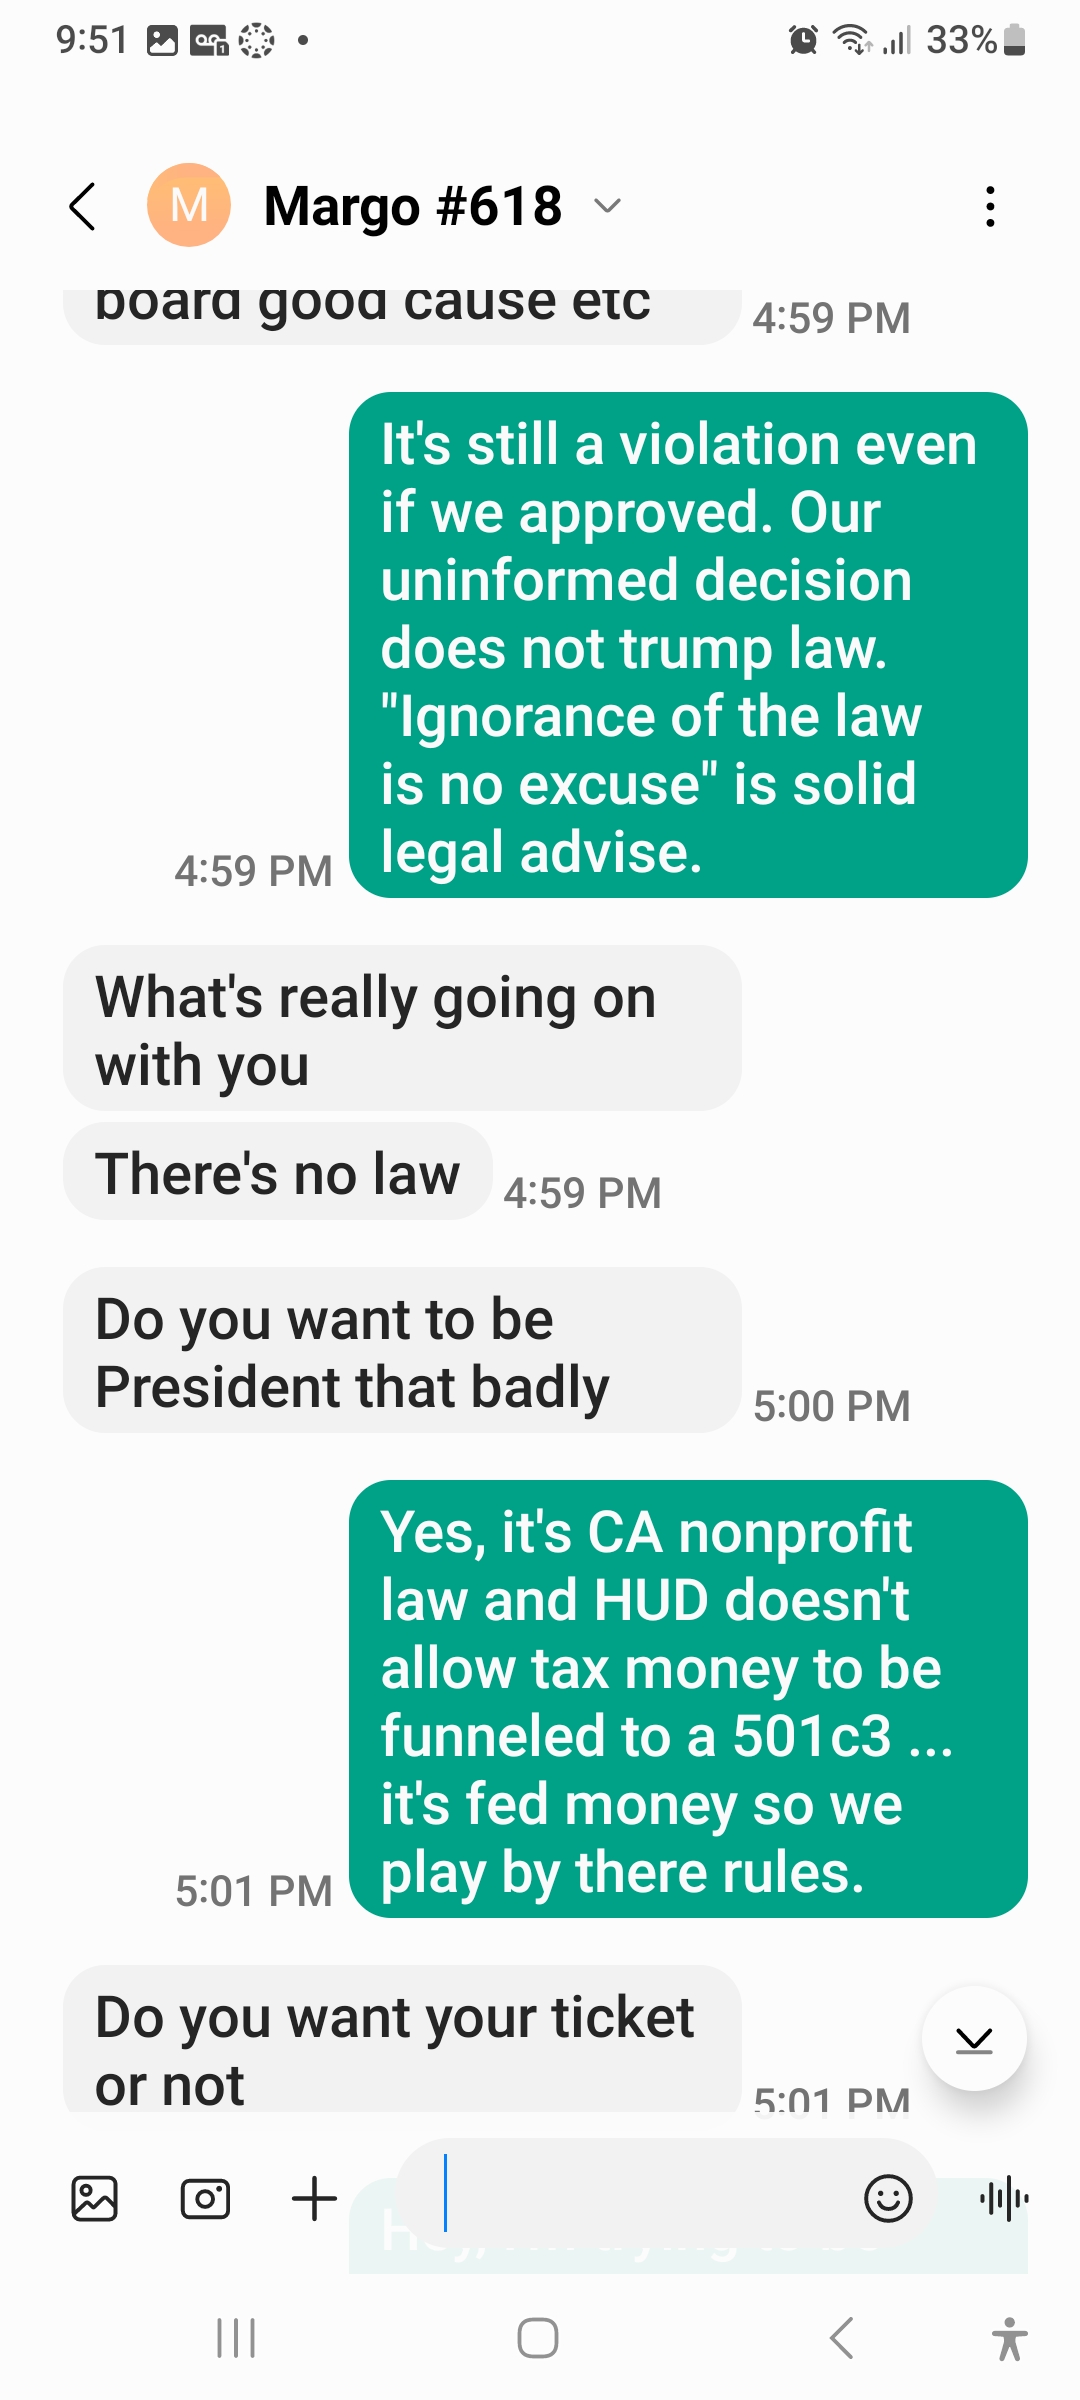 9:51
33%
M
Margo #618
board good cause etc
4:59 PM
It's still a violation even
if we approved. Our
uninformed decision
does not trump law.
"Ignorance of the law
is no excuse" is solid
legal advise.
4:59 PM
What's really going on
with you
There's no law
4:59 PM
Do you want to be
President that badly
5:00 PM
Yes, it's CA nonprofit
law and HUD doesn't
allow tax money to be
funneled to a 501c3 ...
it's fed money so we
play by there rules.
5:01 PM
Do you want your ticket
or not
5:01 PM